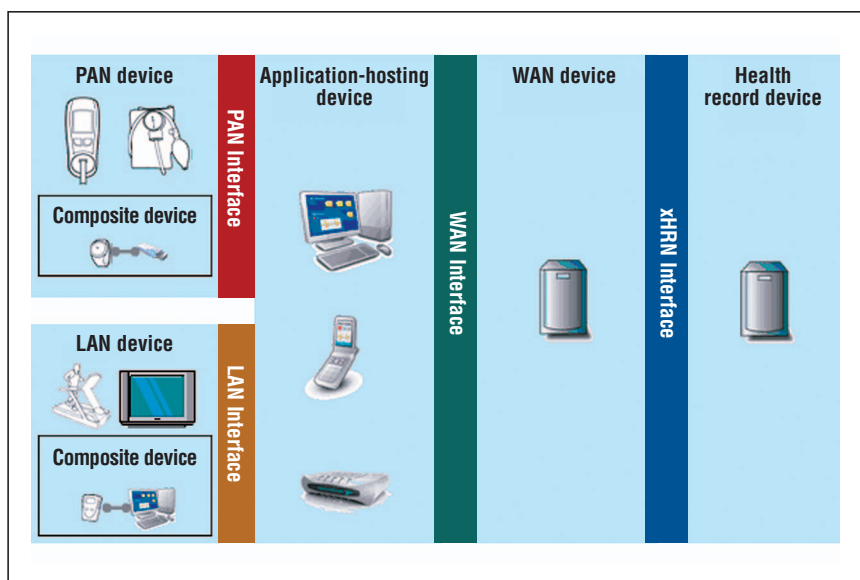 PAN device
PAN Interface
Composite device
LAN device
LAN Interface
Composite device
Application-hosting
device
WAN Interface
WAN device
xHRN Interface
Health
record device